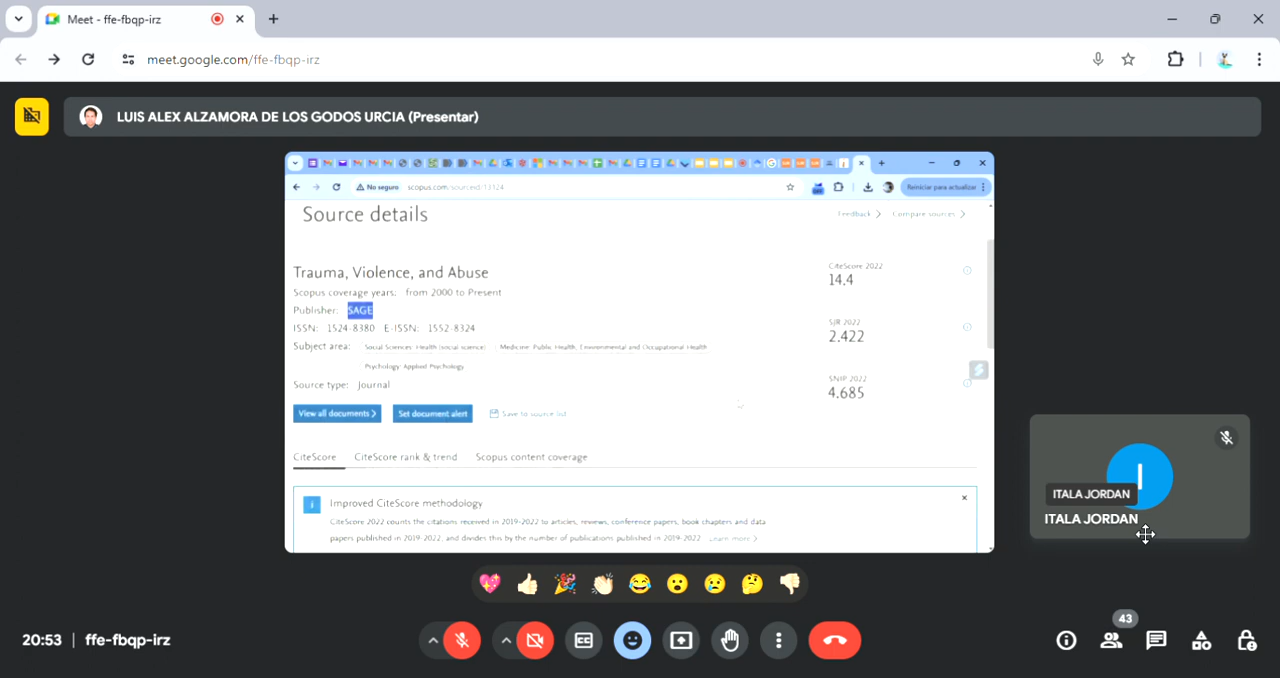 Meet - ffe-fbqp-irz
meet.google.com/ffe-fbqp-irz
LUIS ALEX ALZAMORA DE LOS GODOS URCIA (Presentar)
No seguro
scopus.com/sourceid/13124
Reiniciar para actualizar
Source details
Feedback
Compare sources
Trauma, Violence, and Abuse
Scopus coverage years: from 2000 to Present
Publisher: SAGE
ISSN: 1524-8380 E-ISSN: 1552-8324
Subject area: Social Sciences: Health (social science) Medicine: Public Health, Environmental and Occupational Health
Psychology: Applied Psychology
Source type: Journal
CiteScore 2022
14.4
SJR 2022
2.422
SNIP 2022
4.685
View all documents
Set document alert
Save to source list
CiteScore
CiteScore rank & trend
Scopus content coverage
Improved CiteScore methodology
CiteScore 2022 counts the citations received in 2019-2022 to articles, reviews, conference papers, book chapters and data
papers published in 2019-2022, and divides this by the number of publications published in 2019-2022. Learn more
I
ITALA JORDAN
ITALA JORDAN
20:53 | ffe-fbqp-irz
43